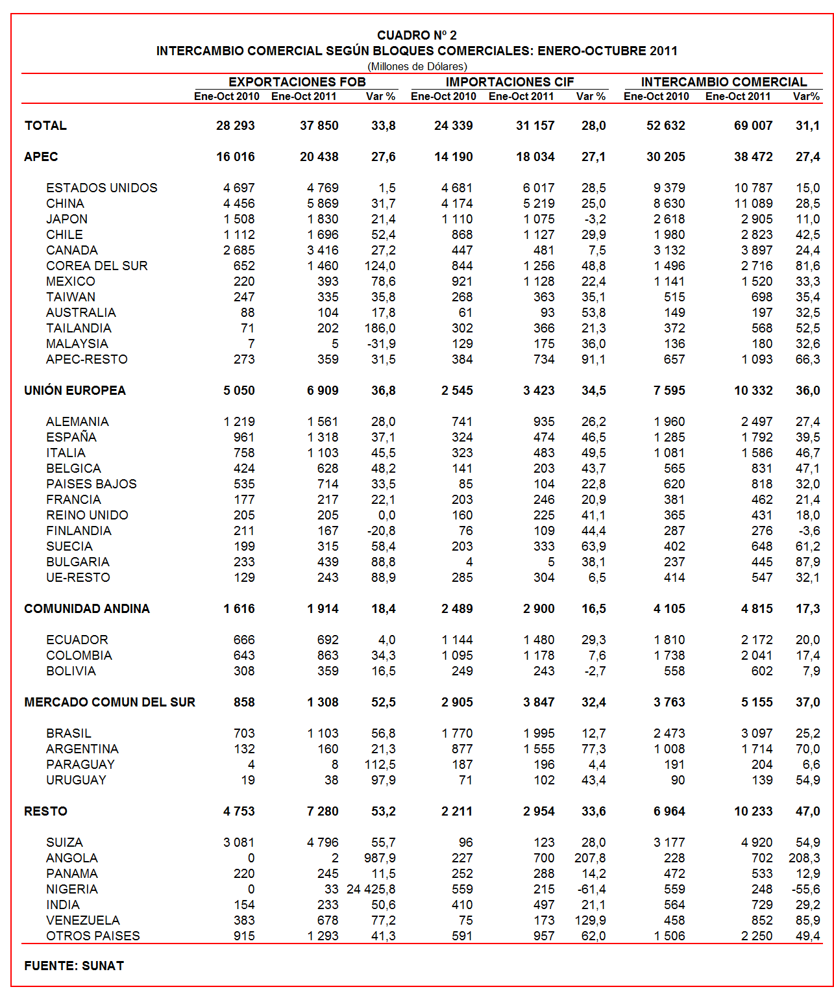 CUADRO Nº 2
INTERCAMBIO COMERCIAL SEGÚN BLOQUES COMERCIALES: ENERO-OCTUBRE 2011
(Millones de Dólares)
EXPORTACIONES FOB IMPORTACIONES CIF INTERCAMBIO COMERCIAL
Ene-Oct 2010 Ene-Oct 2011 Var % Ene-Oct 2010 Ene-Oct 2011 Var % Ene-Oct 2010 Ene-Oct 2011 Var%
TOTAL 28 293 37 850 33,8 24 339 31 157 28,0 52 632 69 007 31,1
APEC 16 016 20 438 27,6 14 190 18 034 27,1 30 205 38 472 27,4
ESTADOS UNIDOS 4 697 4 769 1,5 4 681 6 017 28,5 9 379 10 787 15,0
CHINA 4 456 5 869 31,7 4 174 5 219 25,0 8 630 11 089 28,5
JAPON 1 508 1 830 21,4 1 110 1 075 -3,2 2 618 2 905 11,0
CHILE 1 112 1 696 52,4 868 1 127 29,9 1 980 2 823 42,5
CANADA 2 685 3 416 27,2 447 481 7,5 3 132 3 897 24,4
COREA DEL SUR 652 1 460 124,0 844 1 256 48,8 1 496 2 716 81,6
MEXICO 220 393 78,6 921 1 128 22,4 1 141 1 520 33,3
TAIWAN 247 335 35,8 268 363 35,1 515 698 35,4
AUSTRALIA 88 104 17,8 61 93 53,8 149 197 32,5
TAILANDIA 71 202 186,0 302 366 21,3 372 568 52,5
MALAYSIA 7 5 -31,9 129 175 36,0 136 180 32,6
APEC-RESTO 273 359 31,5 384 734 91,1 657 1 093 66,3
UNIÓN EUROPEA 5 050 6 909 36,8 2 545 3 423 34,5 7 595 10 332 36,0
ALEMANIA 1 219 1 561 28,0 741 935 26,2 1 960 2 497 27,4
ESPAÑA 961 1 318 37,1 324 474 46,5 1 285 1 792 39,5
ITALIA 758 1 103 45,5 323 483 49,5 1 081 1 586 46,7
BELGICA 424 628 48,2 141 203 43,7 565 831 47,1
PAISES BAJOS 535 714 33,5 85 104 22,8 620 818 32,0
FRANCIA 177 217 22,1 203 246 20,9 381 462 21,4
REINO UNIDO 205 205 0,0 160 225 41,1 365 431 18,0
FINLANDIA 211 167 -20,8 76 109 44,4 287 276 -3,6
SUECIA 199 315 58,4 203 333 63,9 402 648 61,2
BULGARIA 233 439 88,8 4 5 38,1 237 445 87,9
UE-RESTO 129 243 88,9 285 304 6,5 414 547 32,1
COMUNIDAD ANDINA 1 616 1 914 18,4 2 489 2 900 16,5 4 105 4 815 17,3
ECUADOR 666 692 4,0 1 144 1 480 29,3 1 810 2 172 20,0
COLOMBIA 643 863 34,3 1 095 1 178 7,6 1 738 2 041 17,4
BOLIVIA 308 359 16,5 249 243 -2,7 558 602 7,9
MERCADO COMUN DEL SUR 858 1 308 52,5 2 905 3 847 32,4 3 763 5 155 37,0
BRASIL 703 1 103 56,8 1 770 1 995 12,7 2 473 3 097 25,2
ARGENTINA 132 160 21,3 877 1 555 77,3 1 008 1 714 70,0
PARAGUAY 4 8 112,5 187 196 4,4 191 204 6,6
URUGUAY 19 38 97,9 71 102 43,4 90 139 54,9
RESTO 4 753 7 280 53,2 2 211 2 954 33,6 6 964 10 233 47,0
SUIZA 3 081 4 796 55,7 96 123 28,0 3 177 4 920 54,9
ANGOLA 0 2 987,9 227 700 207,8 228 702 208,3
PANAMA 220 245 11,5 252 288 14,2 472 533 12,9
NIGERIA 0 33 24 425,8 559 215 -61,4 559 248 -55,6
INDIA 154 233 50,6 410 497 21,1 564 729 29,2
VENEZUELA 383 678 77,2 75 173 129,9 458 852 85,9
OTROS PAISES 915 1 293 41,3 591 957 62,0 1 506 2 250 49,4
FUENTE: SUNAT